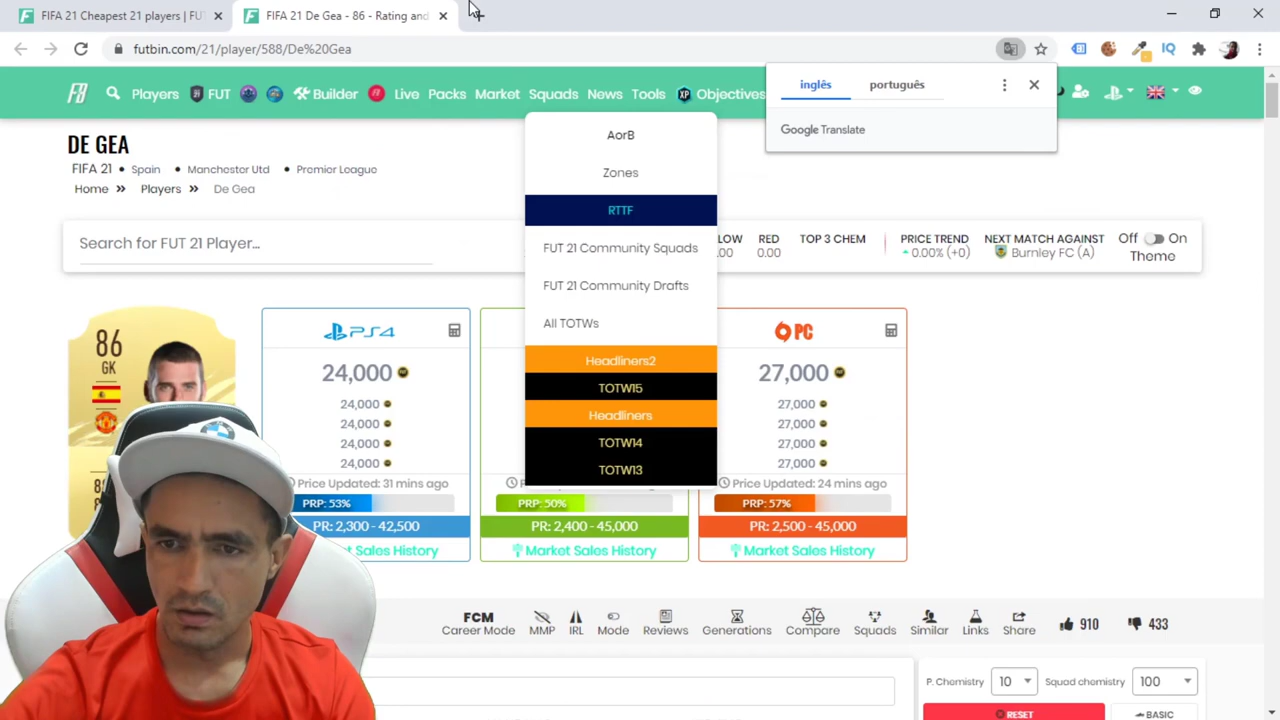 FIFA 21 Cheapest 21 players | FUT
FIFA 21 De Gea - 86 - Rating and
futbin.com/21/player/588/De%20Gea
Players
FUT
Builder
Live
Packs
Market
Squads
News
Tools
XP
Objectives
inglês
português
Google Translate
DE GEA
FIFA 21 • Spain • Manchester Utd • Premier League
Home » Players » De Gea
AorB
Zones
RTTF
FUT 21 Community Squads
FUT 21 Community Drafts
All TOTWs
Headliners2
TOTW15
Headliners
TOTW14
TOTW13
Search for FUT 21 Player...
RED
0.00
TOP 3 CHEM
PRICE TREND
0.00% (+0)
NEXT MATCH AGAINST
Burnley FC (A)
Off On
Theme
86
GK
PS4
24,000
24,000
24,000
24,000
24,000
Price Updated: 31 mins ago
PRP: 53%
PR: 2,300 - 42,500
Sales History
PRP: 50%
PR: 2,400 - 45,000
Market Sales History
PC
27,000
27,000
27,000
27,000
27,000
Price Updated: 24 mins ago
PRP: 57%
PR: 2,500 - 45,000
Market Sales History
FCM
Career Mode
MMP
IRL
Mode
Reviews
Generations
Compare
Squads
Similar
Links
Share
910
433
P. Chemistry 10
Squad chemistry 100
RESET
BASIC